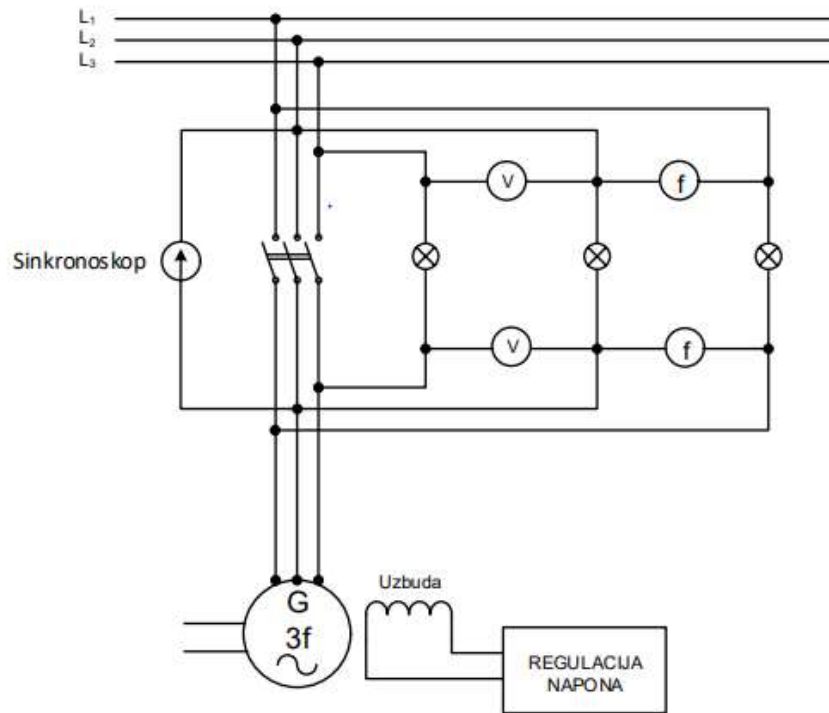 L₁
L₂
L₃
V
f
Sinkronoskop
V
f
Uzbuda
G
3f
REGULACIJA
NAPONA